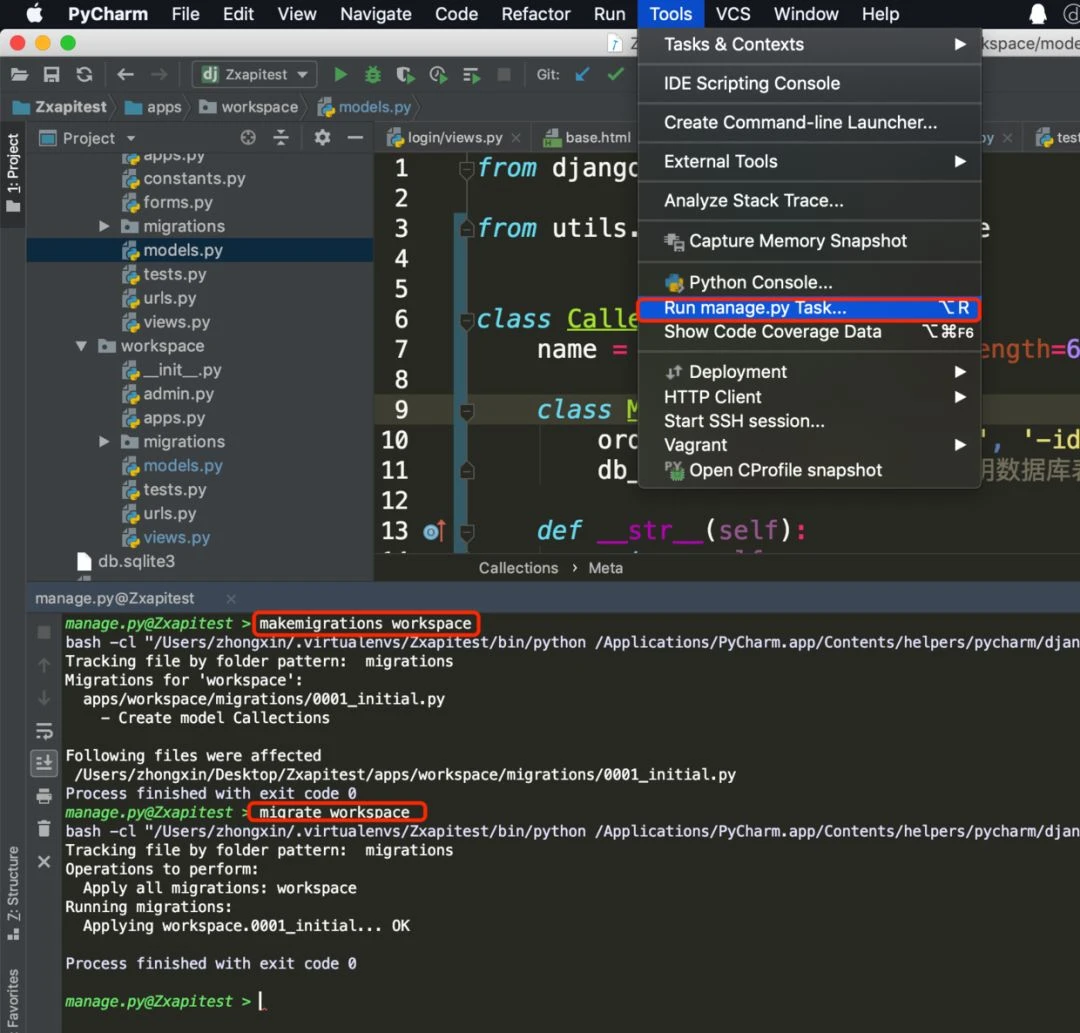 PyCharm File Edit View Navigate Code Refactor Run Tools VCS Window Help
Zxapitest
Git:
Zxapitest apps workspace models.py
Project
login/views.py
base.html
1: Project
apps.py
constants.py
forms.py
migrations
models.py
tests.py
urls.py
views.py
workspace
__init__.py
admin.py
apps.py
migrations
models.py
tests.py
urls.py
views.py
db.sqlite3
1 from django
2
3 from utils.
4
5
6 class Calle
7 name =
8
9 class M
10 ord
11 db_
12
13 def __str__(self):
ength=6
', '-id
明数据库表
Callections › Meta
Tasks & Contexts
IDE Scripting Console
Create Command-line Launcher...
External Tools
Analyze Stack Trace...
Capture Memory Snapshot
Python Console...
Run manage.py Task... ⌥R
Show Code Coverage Data ⌥⌘F6
Deployment
HTTP Client
Start SSH session...
Vagrant
Open CProfile snapshot
manage.py@Zxapitest
manage.py@Zxapitest > makemigrations workspace
bash -cl "/Users/zhongxin/.virtualenvs/Zxapitest/bin/python /Applications/PyCharm.app/Contents/helpers/pycharm/djan
Tracking file by folder pattern:  migrations
Migrations for 'workspace':
apps/workspace/migrations/0001_initial.py
- Create model Callections
Following files were affected
/Users/zhongxin/Desktop/Zxapitest/apps/workspace/migrations/0001_initial.py
Process finished with exit code 0
manage.py@Zxapitest > migrate workspace
bash -cl "/Users/zhongxin/.virtualenvs/Zxapitest/bin/python /Applications/PyCharm.app/Contents/helpers/pycharm/djan
Tracking file by folder pattern:  migrations
Operations to perform:
Apply all migrations: workspace
Running migrations:
Applying workspace.0001_initial... OK
Process finished with exit code 0
manage.py@Zxapitest >
Z: Structure
Favorites